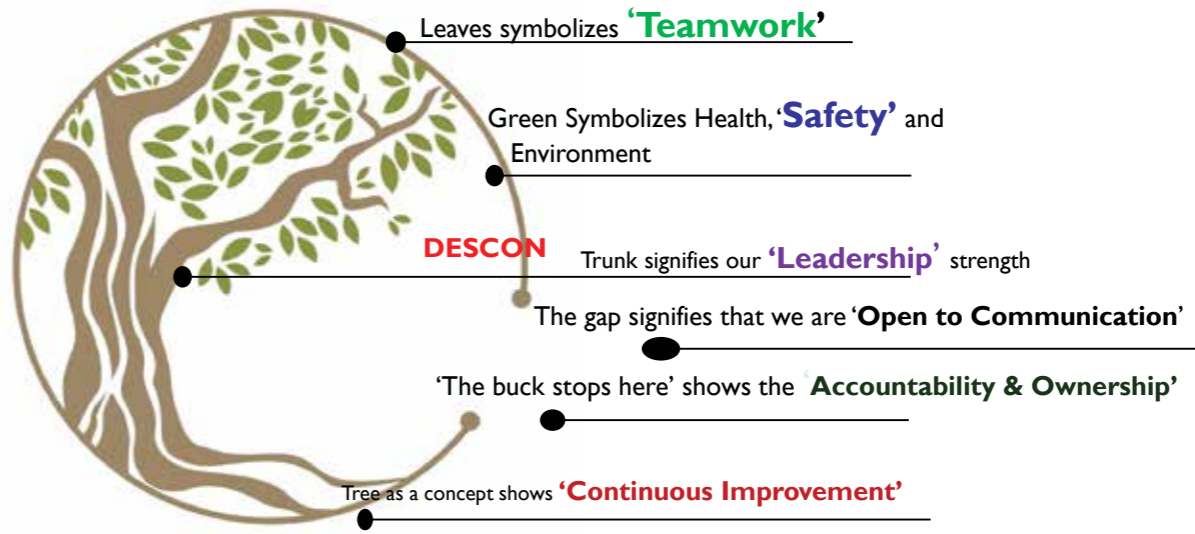 Leaves symbolizes ‘Teamwork’
Green Symbolizes Health, ‘Safety’ and
Environment
DESCON
Trunk signifies our ‘Leadership’ strength
The gap signifies that we are ‘Open to Communication’
‘The buck stops here’ shows the ‘Accountability & Ownership’
Tree as a concept shows ‘Continuous Improvement’